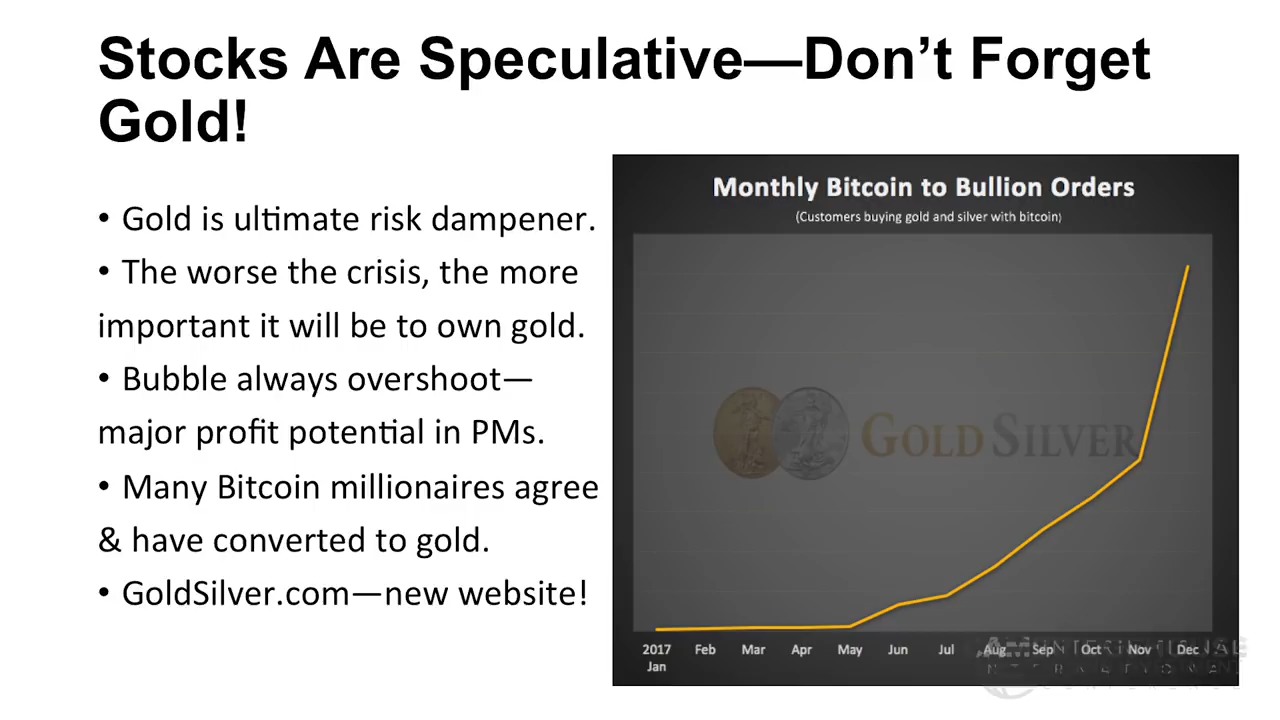 Stocks Are Speculative—Don’t Forget
Gold!
• Gold is ultimate risk dampener.
• The worse the crisis, the more
important it will be to own gold.
• Bubble always overshoot—
major profit potential in PMs.
• Many Bitcoin millionaires agree
& have converted to gold.
• GoldSilver.com—new website!
Monthly Bitcoin to Bullion Orders
(Customers buying gold and silver with bitcoin)
GOLD SILVER
2017 Feb Mar Apr May Jun Jul Aug Sep Oct Nov Dec
Jan